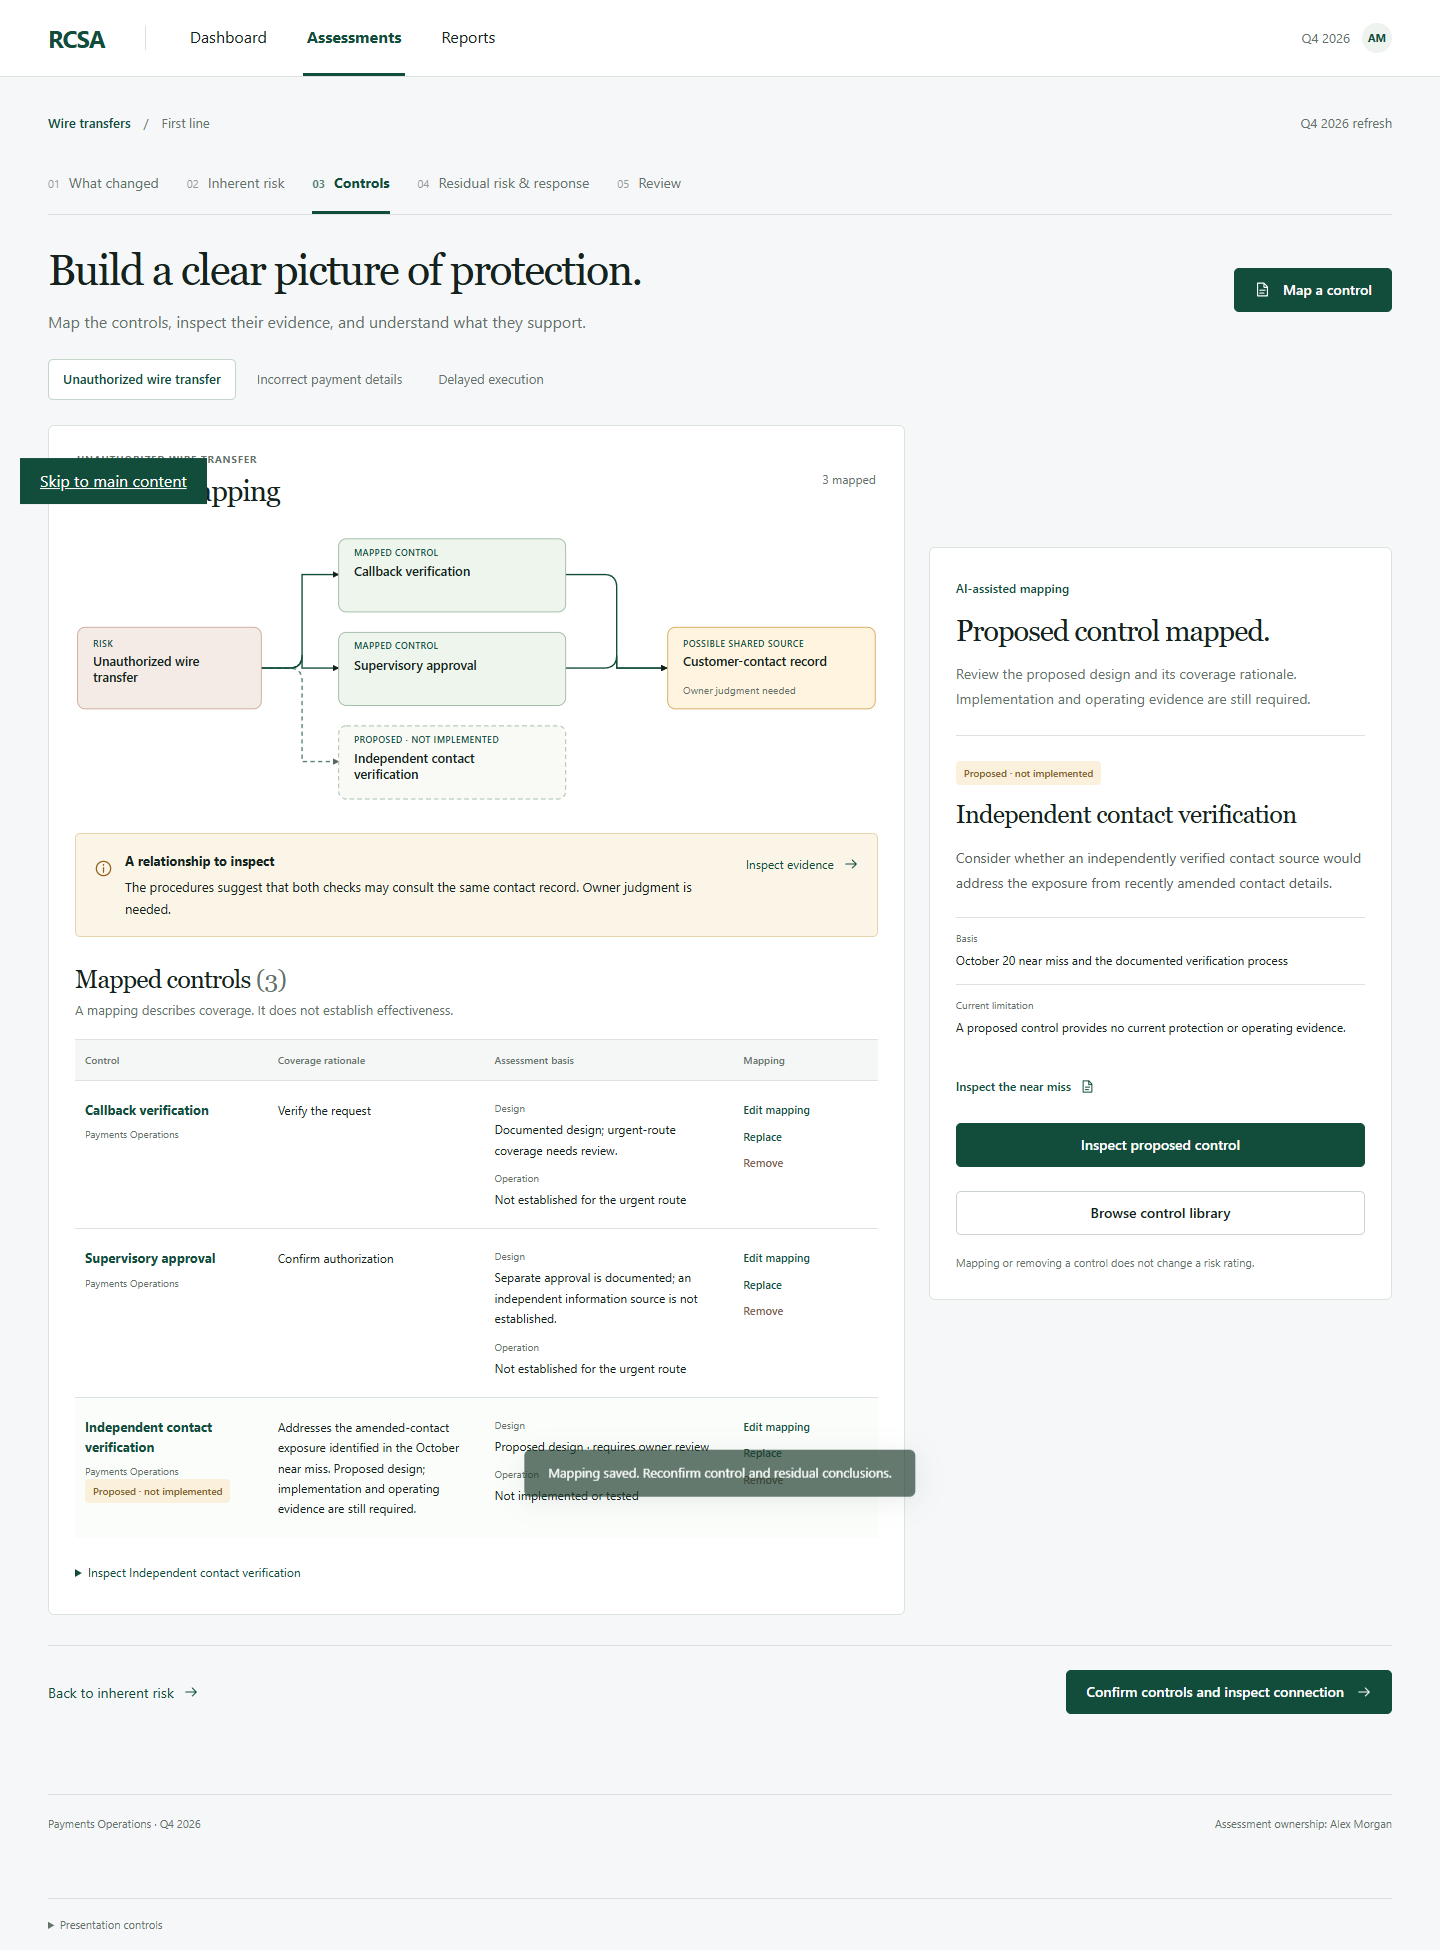 RCSA
Dashboard
Assessments
Reports
Q4 2026
AM
Wire transfers / First line
Q4 2026 refresh
01 What changed
02 Inherent risk
03 Controls
04 Residual risk & response
05 Review
Build a clear picture of protection.
Map the controls, inspect their evidence, and understand what they support.
Map a control
Unauthorized wire transfer
Incorrect payment details
Delayed execution
TRANSFER
Skip to main content
apping
3 mapped
MAPPED CONTROL
Callback verification
RISK
Unauthorized wire
transfer
MAPPED CONTROL
Supervisory approval
POSSIBLE SHARED SOURCE
Customer-contact record
Owner judgment needed
PROPOSED · NOT IMPLEMENTED
Independent contact
verification
A relationship to inspect
The procedures suggest that both checks may consult the same contact record. Owner judgment is
needed.
Inspect evidence
Mapped controls (3)
A mapping describes coverage. It does not establish effectiveness.
Control
Coverage rationale
Assessment basis
Mapping
Callback verification
Payments Operations
Verify the request
Design
Documented design; urgent-route
coverage needs review.
Operation
Not established for the urgent route
Edit mapping
Replace
Remove
Supervisory approval
Payments Operations
Confirm authorization
Design
Separate approval is documented; an
independent information source is not
established.
Operation
Not established for the urgent route
Edit mapping
Replace
Remove
Independent contact
verification
Payments Operations
Proposed · not implemented
Addresses the amended-contact
exposure identified in the October
near miss. Proposed design;
implementation and operating
evidence are still required.
Design
Proposed design · requires owner review
Operation
Not implemented or tested
Edit mapping
Replace
Remove
Mapping saved. Reconfirm control and residual conclusions.
Inspect Independent contact verification
AI-assisted mapping
Proposed control mapped.
Review the proposed design and its coverage rationale.
Implementation and operating evidence are still required.
Proposed · not implemented
Independent contact verification
Consider whether an independently verified contact source would
address the exposure from recently amended contact details.
Basis
October 20 near miss and the documented verification process
Current limitation
A proposed control provides no current protection or operating evidence.
Inspect the near miss
Inspect proposed control
Browse control library
Mapping or removing a control does not change a risk rating.
Back to inherent risk
Confirm controls and inspect connection
Payments Operations · Q4 2026
Assessment ownership: Alex Morgan
Presentation controls